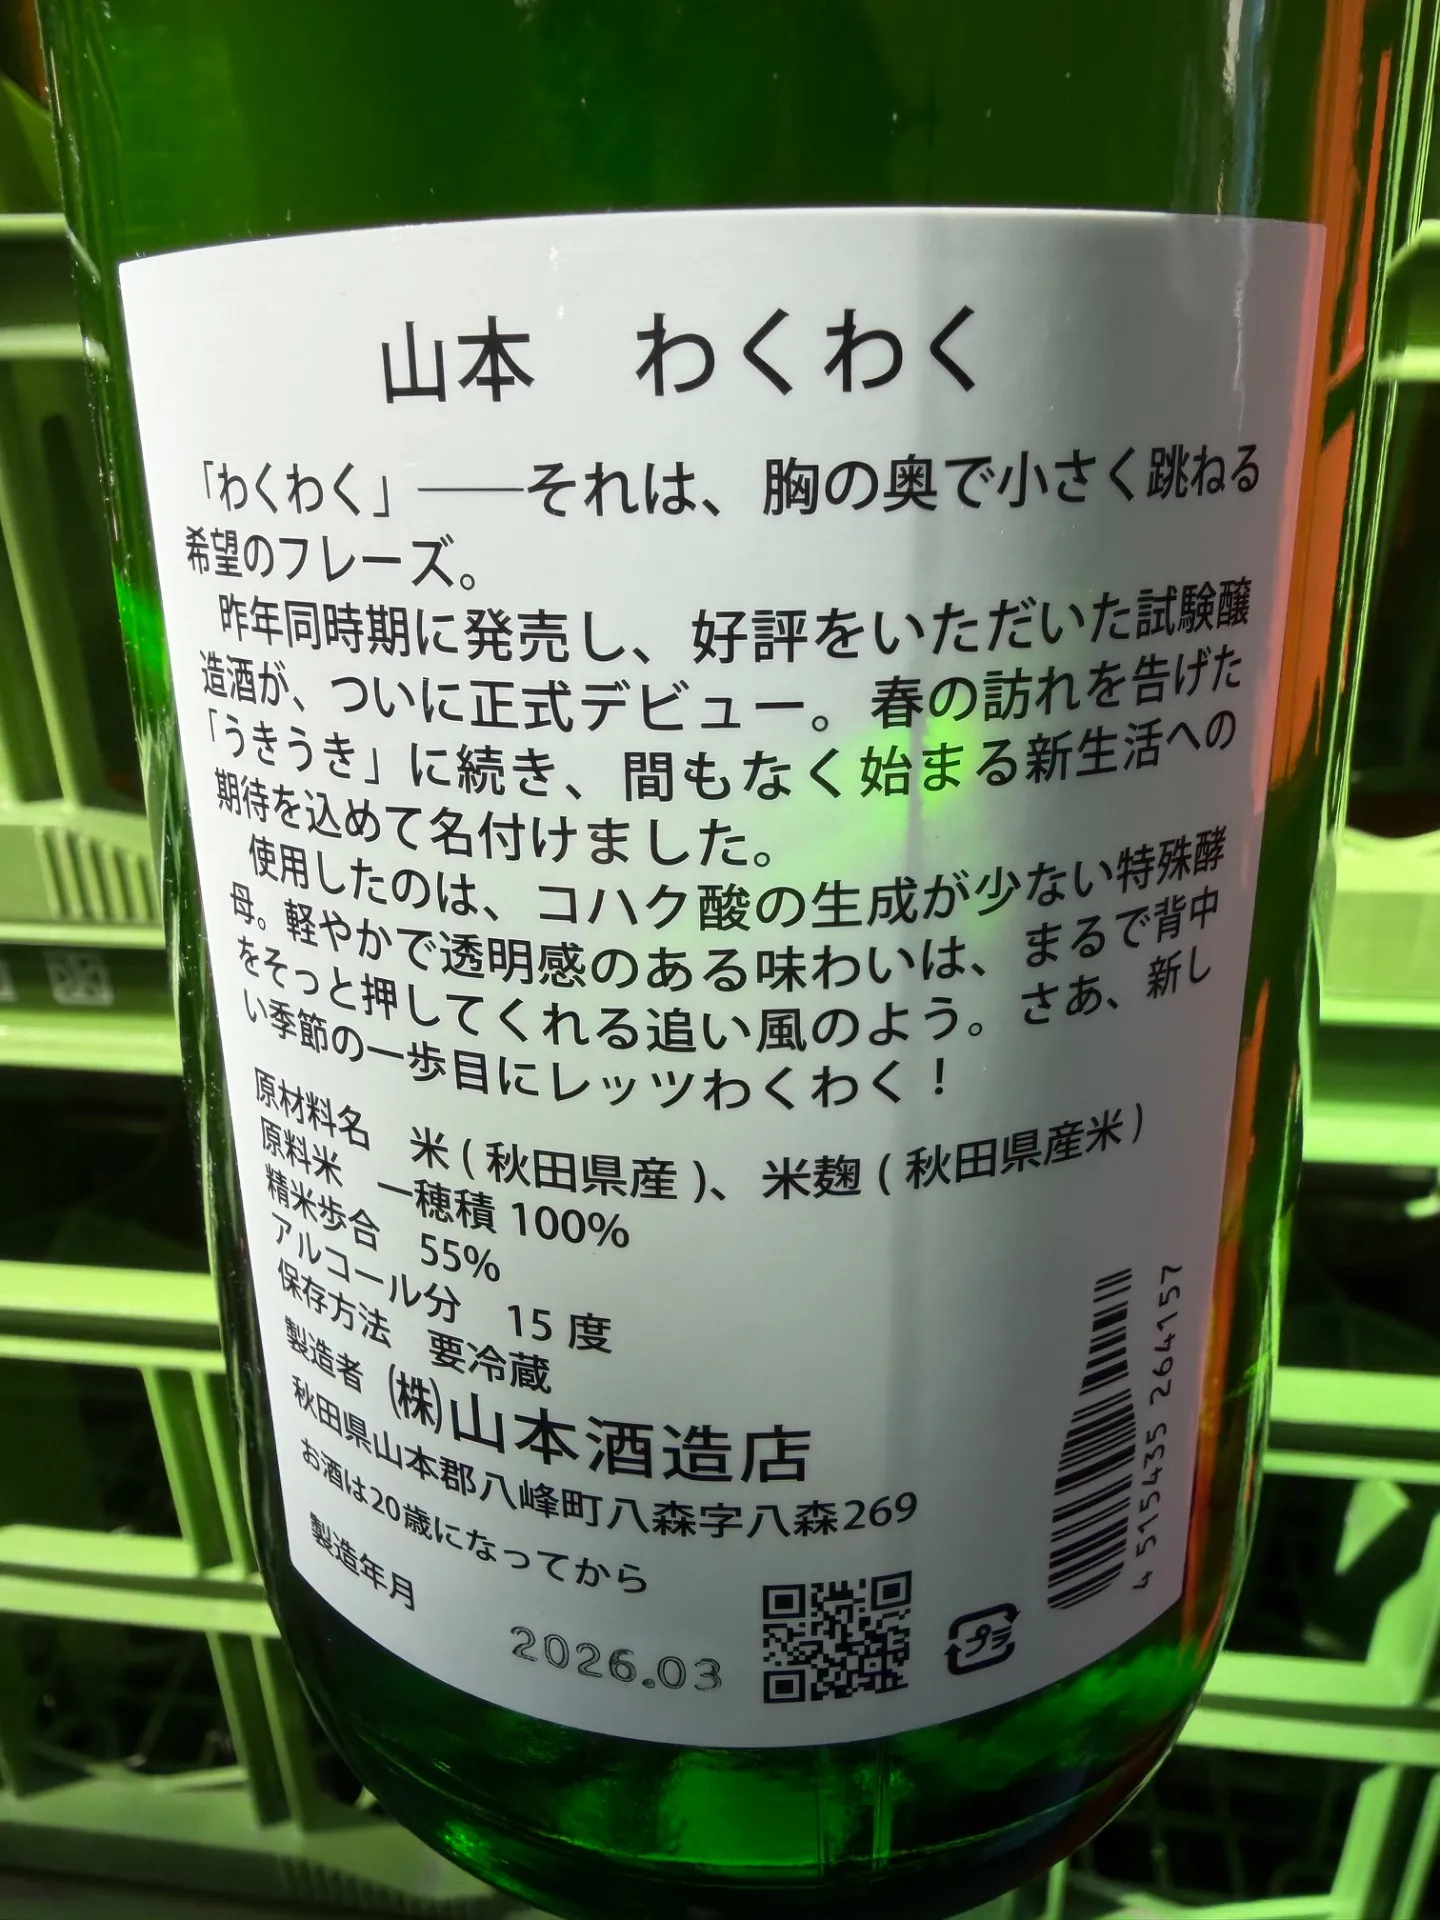 山本　わくわく
「わくわく」――それは、胸の奥で小さく跳ねる
希望のフレーズ。
昨年同時期に発売し、好評をいただいた試験醸
造酒が、ついに正式デビュー。春の訪れを告げた
「うきうき」に続き、間もなく始まる新生活への
期待を込めて名付けました。
使用したのは、コハク酸の生成が少ない特殊酵
母。軽やかで透明感のある味わいは、まるで背中
をそっと押してくれる追い風のよう。さあ、新し
い季節の一歩目にレッツわくわく！
原材料名　米(秋田県産)、米麹(秋田県産米)
原料米　一穂積 100%
精米歩合　55%
アルコール分　15 度
保存方法　要冷蔵
製造者 ㈱山本酒造店
秋田県山本郡八峰町八森字八森269
お酒は20歳になってから
製造年月
2026.03
プラ
4 515435 264157